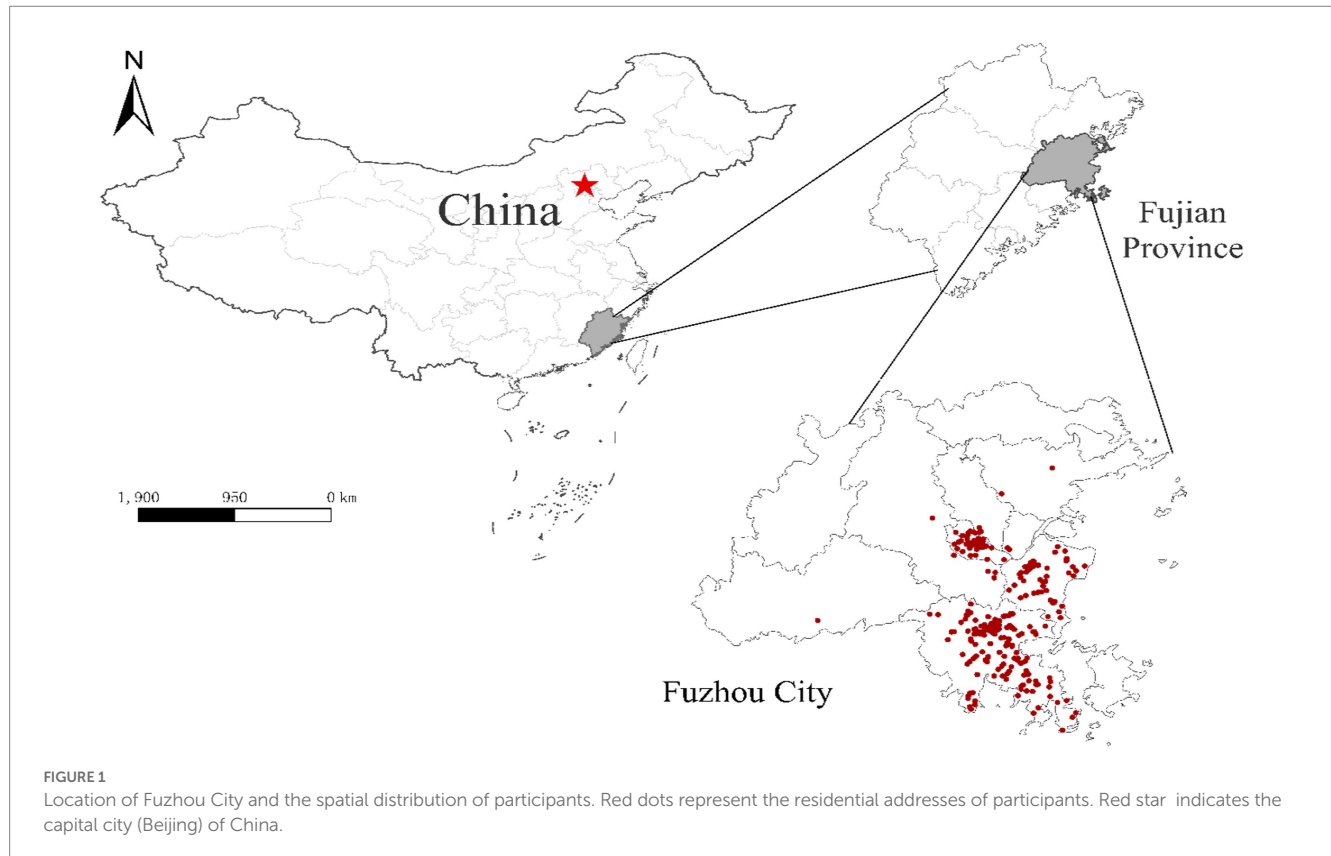 N
China
Fujian
Province
1,900 950 0 km
Fuzhou City
FIGURE 1
Location of Fuzhou City and the spatial distribution of participants. Red dots represent the residential addresses of participants. Red star indicates the
capital city (Beijing) of China.